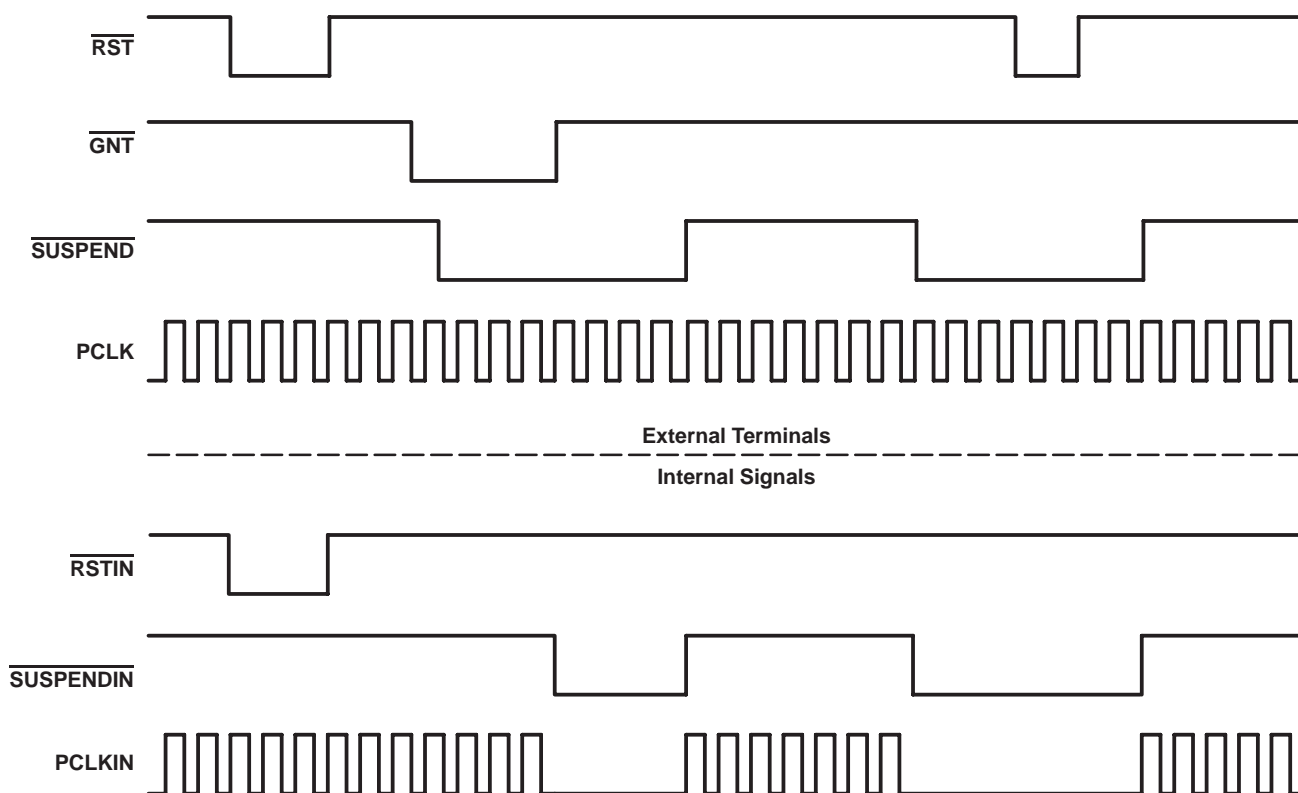 RST
GNT
SUSPEND
PCLK
External Terminals
Internal Signals
RSTIN
SUSPENDIN
PCLKIN